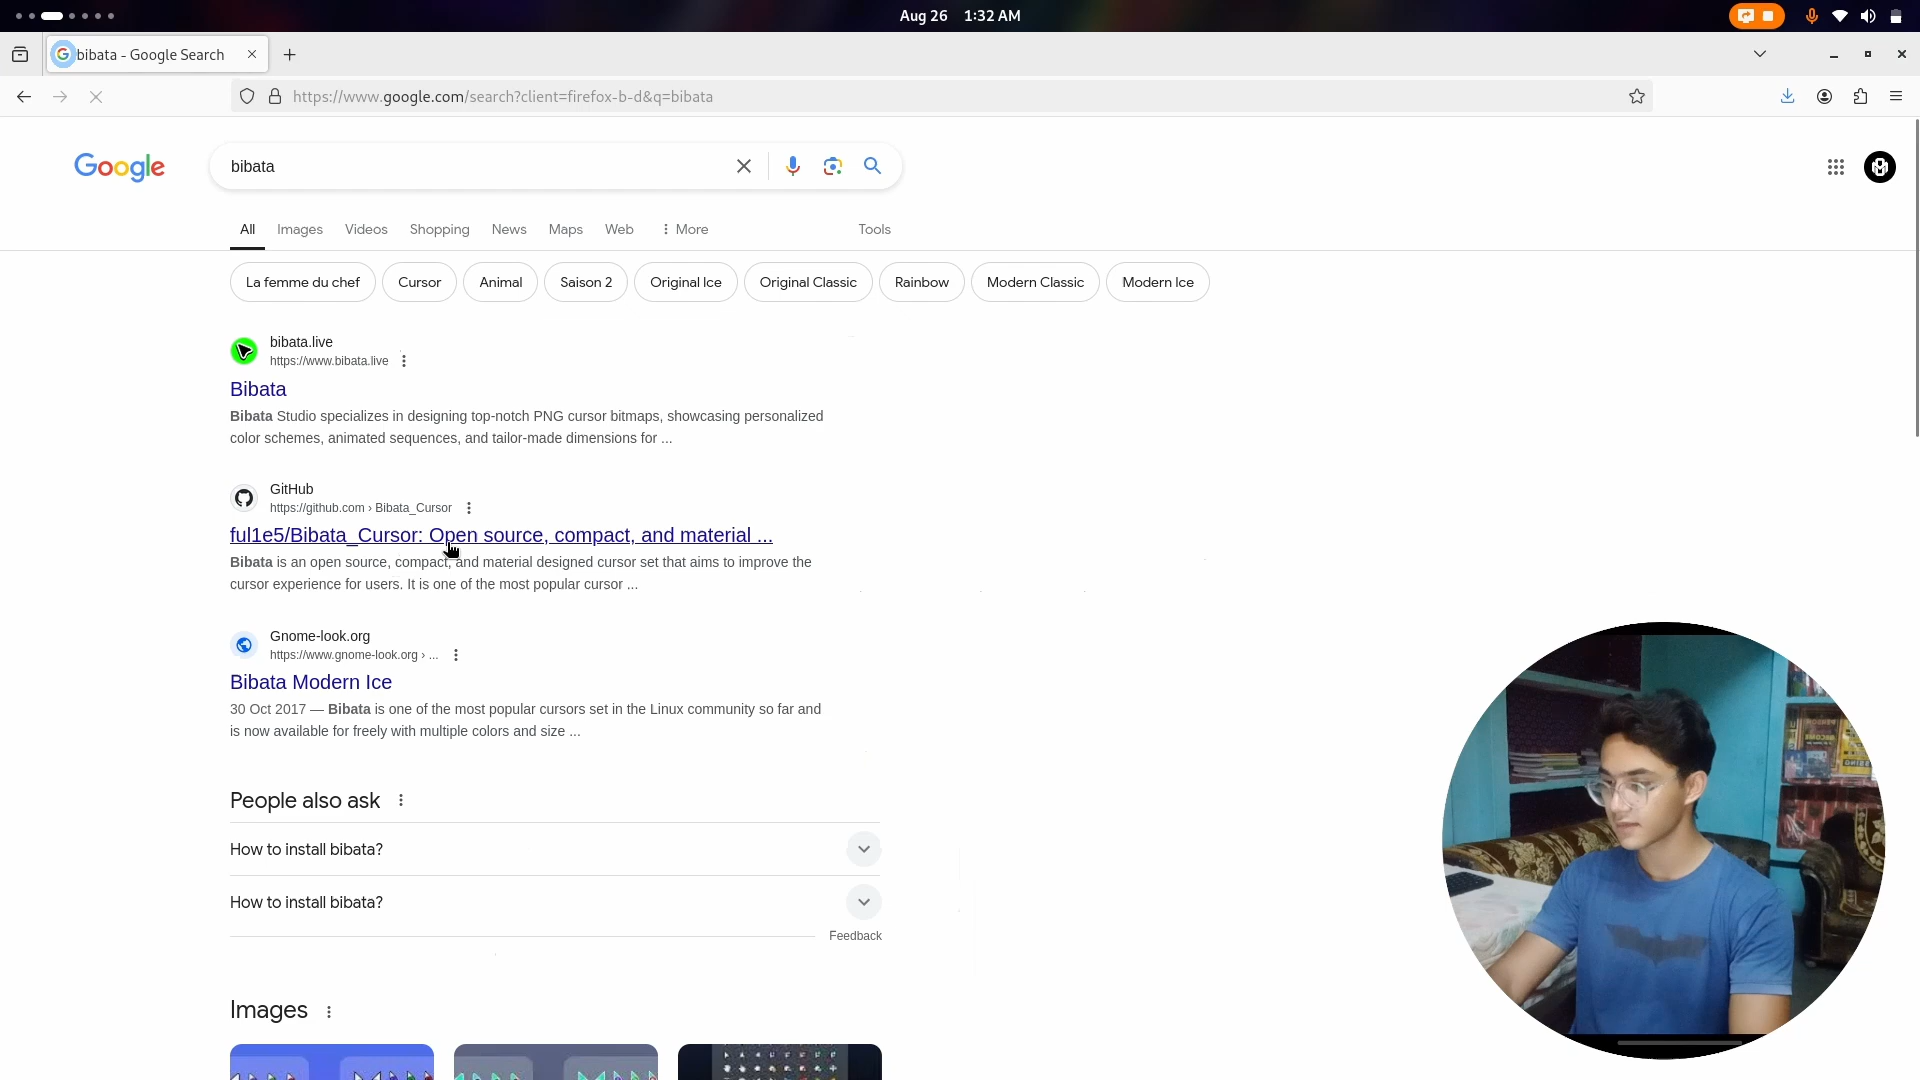 Aug 26 1:32 AM
bibata - Google Search
https://www.google.com/search?client=firefox-b-d&q=bibata
Google
bibata
All Images Videos Shopping News Maps Web More Tools
La femme du chef Cursor Animal Saison 2 Original Ice Original Classic Rainbow Modern Classic Modern Ice
bibata.live
https://www.bibata.live
Bibata
Bibata Studio specializes in designing top-notch PNG cursor bitmaps, showcasing personalized
color schemes, animated sequences, and tailor-made dimensions for ...
GitHub
https://github.com › Bibata_Cursor
ful1e5/Bibata_Cursor: Open source, compact, and material ...
Bibata is an open source, compact, and material designed cursor set that aims to improve the
cursor experience for users. It is one of the most popular cursor ...
Gnome-look.org
https://www.gnome-look.org › ...
Bibata Modern Ice
30 Oct 2017 — Bibata is one of the most popular cursors set in the Linux community so far and
is now available for freely with multiple colors and size ...
People also ask
How to install bibata?
How to install bibata?
Feedback
Images